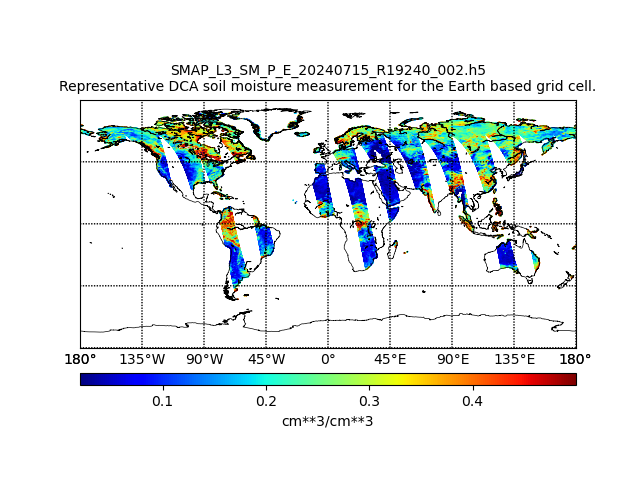 SMAP_L3_SM_P_E_20240715_R19240_002.h5
Representative DCA soil moisture measurement for the Earth based grid cell.
180° 135°W 90°W 45°W 0° 45°E 90°E 135°E 180°
0.1 0.2 0.3 0.4
cm**3/cm**3